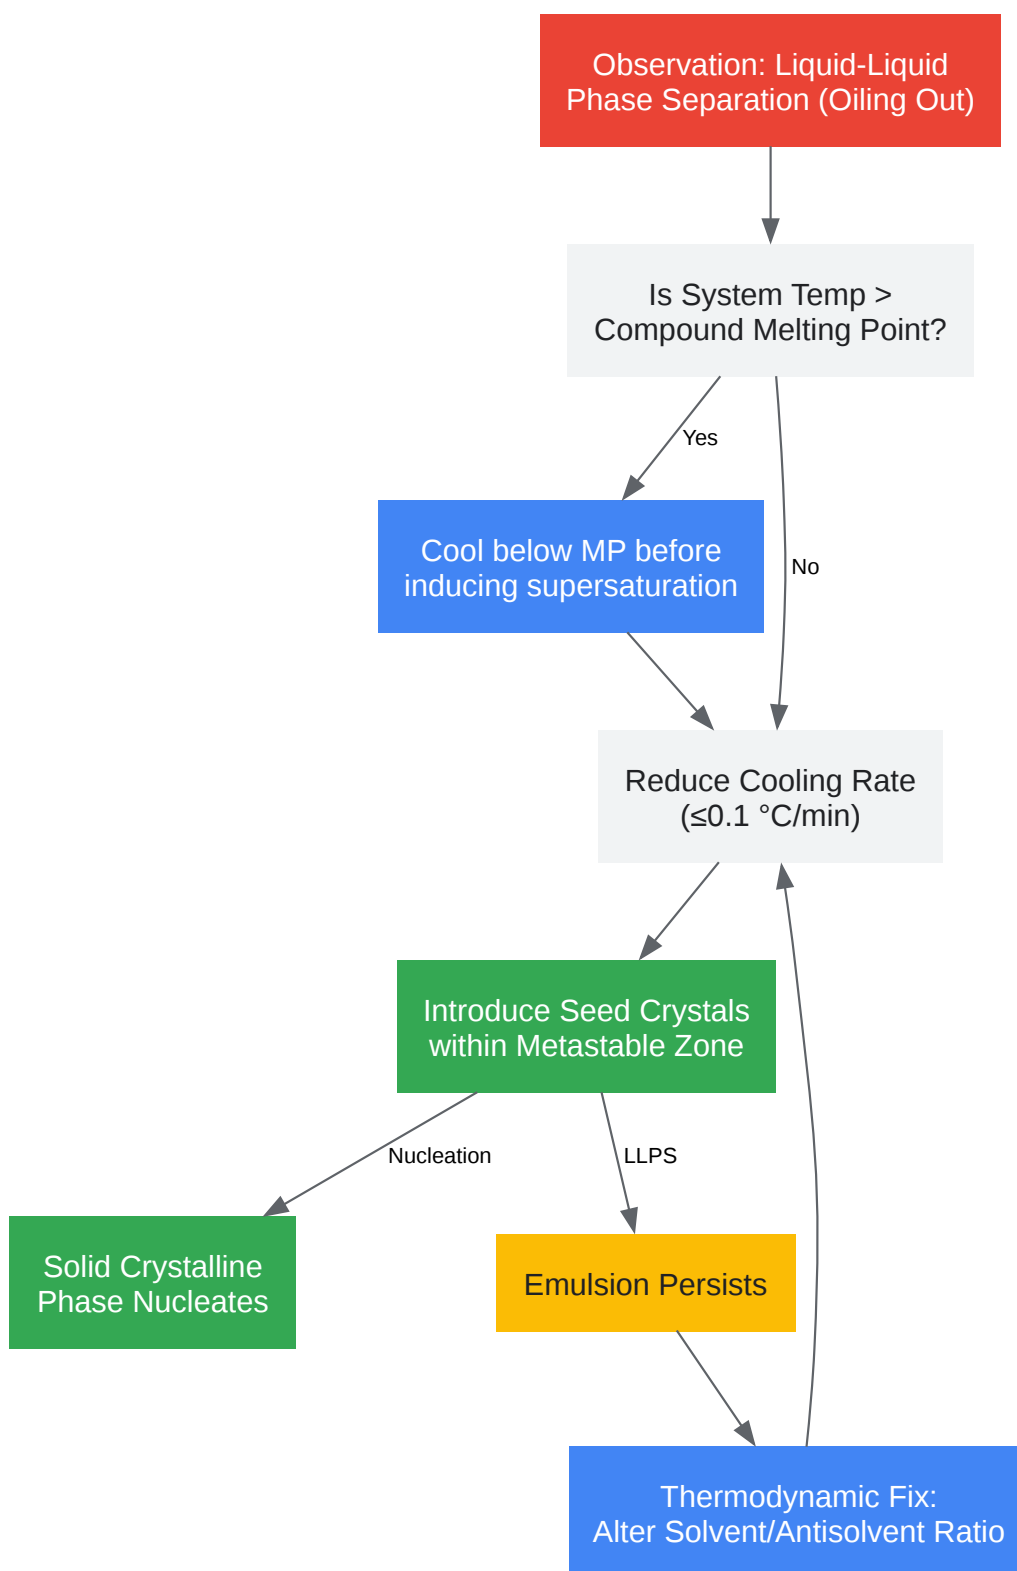 Observation: Liquid-Liquid
Phase Separation (Oiling Out)
Is System Temp >
Compound Melting Point?
Yes
Cool below MP before
inducing supersaturation
No
Reduce Cooling Rate
(≤0.1 °C/min)
Introduce Seed Crystals
within Metastable Zone
Nucleation
LLPS
Solid Crystalline
Phase Nucleates
Emulsion Persists
Thermodynamic Fix:
Alter Solvent/Antisolvent Ratio